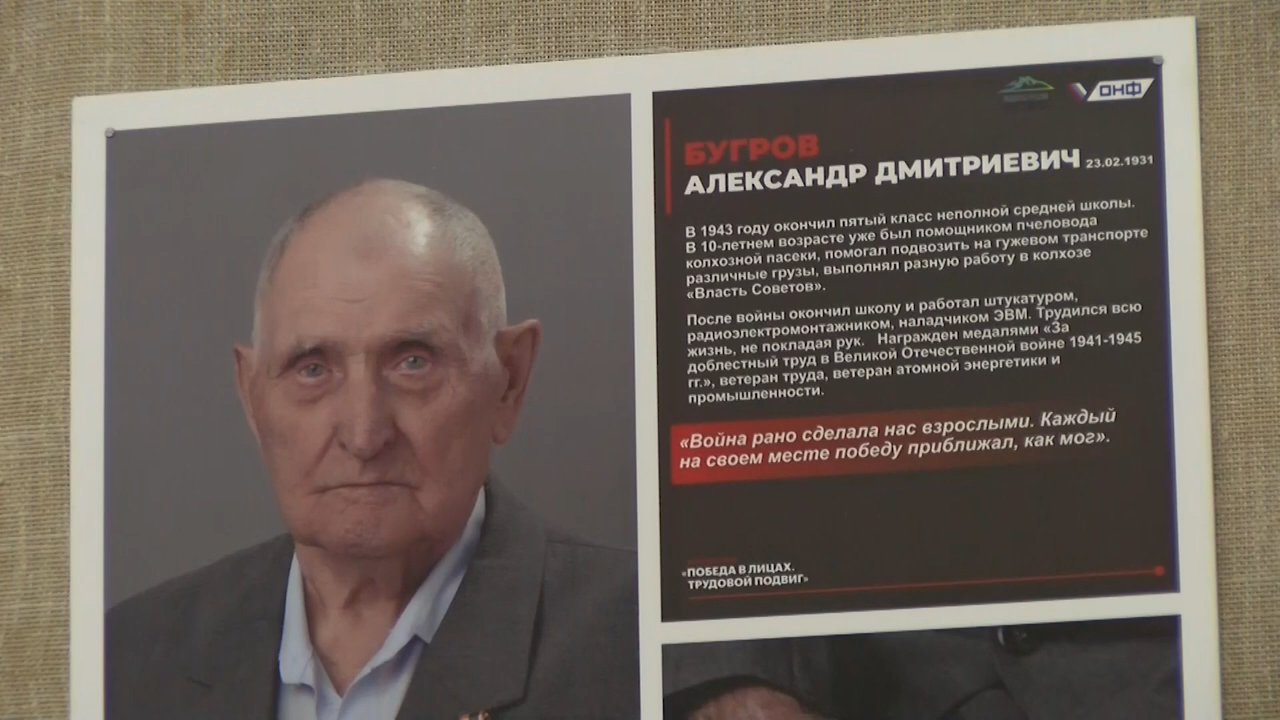 ОНФ
БУГРОВ
АЛЕКСАНДР ДМИТРИЕВИЧ 23.02.1931
В 1943 году окончил пятый класс неполной средней школы.
В 10-летнем возрасте уже был помощником пчеловода
колхозной пасеки, помогал подвозить на гужевом транспорте
различные грузы, выполнял разную работу в колхозе
«Власть Советов».
После войны окончил школу и работал штукатуром,
радиоэлектромонтажником, наладчиком ЭВМ. Трудился всю
жизнь, не покладая рук. Награжден медалями «За
доблестный труд в Великой Отечественной войне 1941-1945
гг.», ветеран труда, ветеран атомной энергетики и
промышленности.
«Война рано сделала нас взрослыми. Каждый
на своем месте победу приближал, как мог».
«ПОБЕДА В ЛИЦАХ.
ТРУДОВОЙ ПОДВИГ»